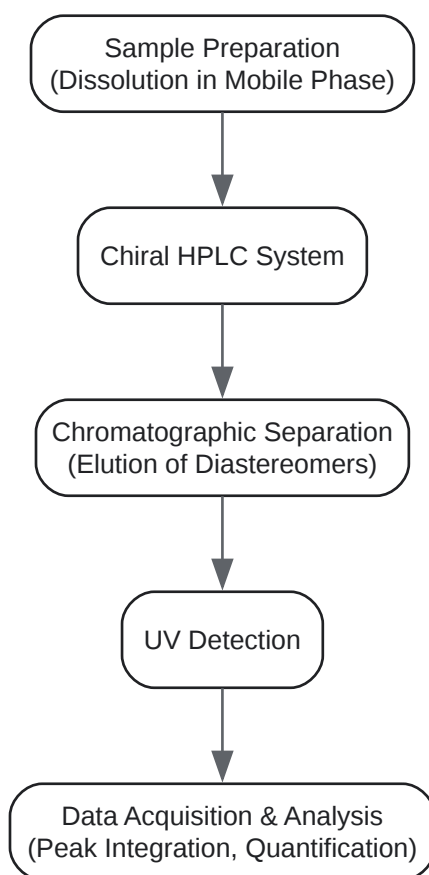 Sample Preparation
(Dissolution in Mobile Phase)
Chiral HPLC System
Chromatographic Separation
(Elution of Diastereomers)
UV Detection
Data Acquisition & Analysis
(Peak Integration, Quantification)